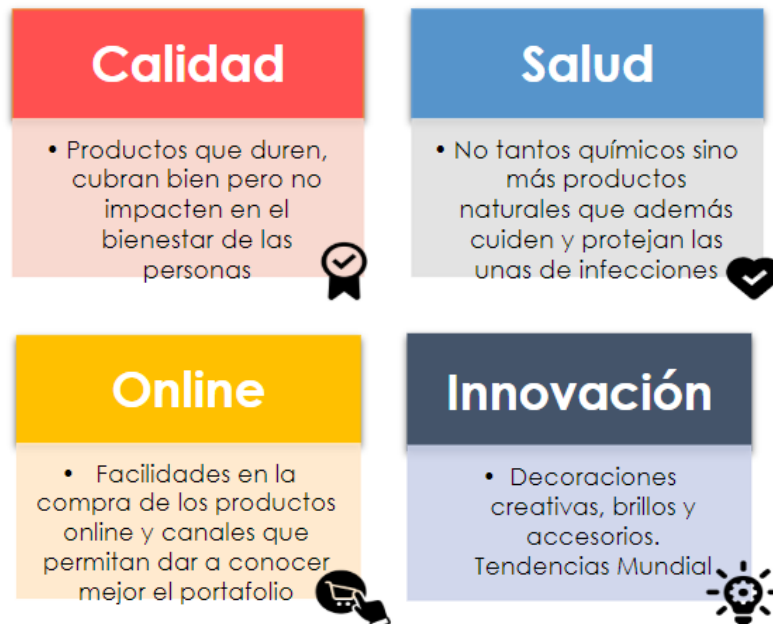 Calidad
• Productos que duren,
cubran bien pero no
impacten en el
bienestar de las
personas
Salud
• No tantos químicos sino
más productos
naturales que además
cuiden y protejan las
unas de infecciones
Online
• Facilidades en la
compra de los productos
online y canales que
permitan dar a conocer
mejor el portafolio
Innovación
• Decoraciones
creativas, brillos y
accesorios.
Tendencias Mundial